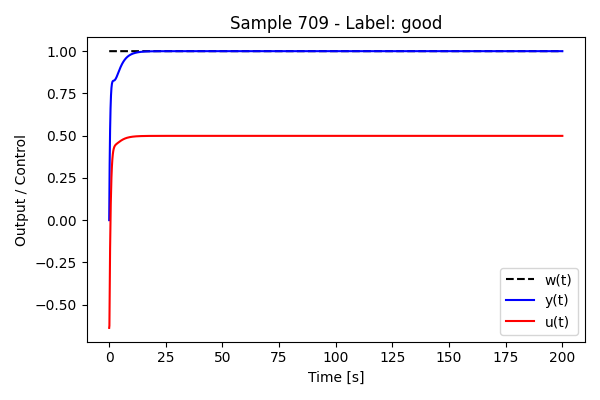 Sample 709 - Label: good
Output / Control
1.00
0.75
0.50
0.25
0.00
−0.25
−0.50
w(t)
y(t)
u(t)
0 25 50 75 100 125 150 175 200
Time [s]